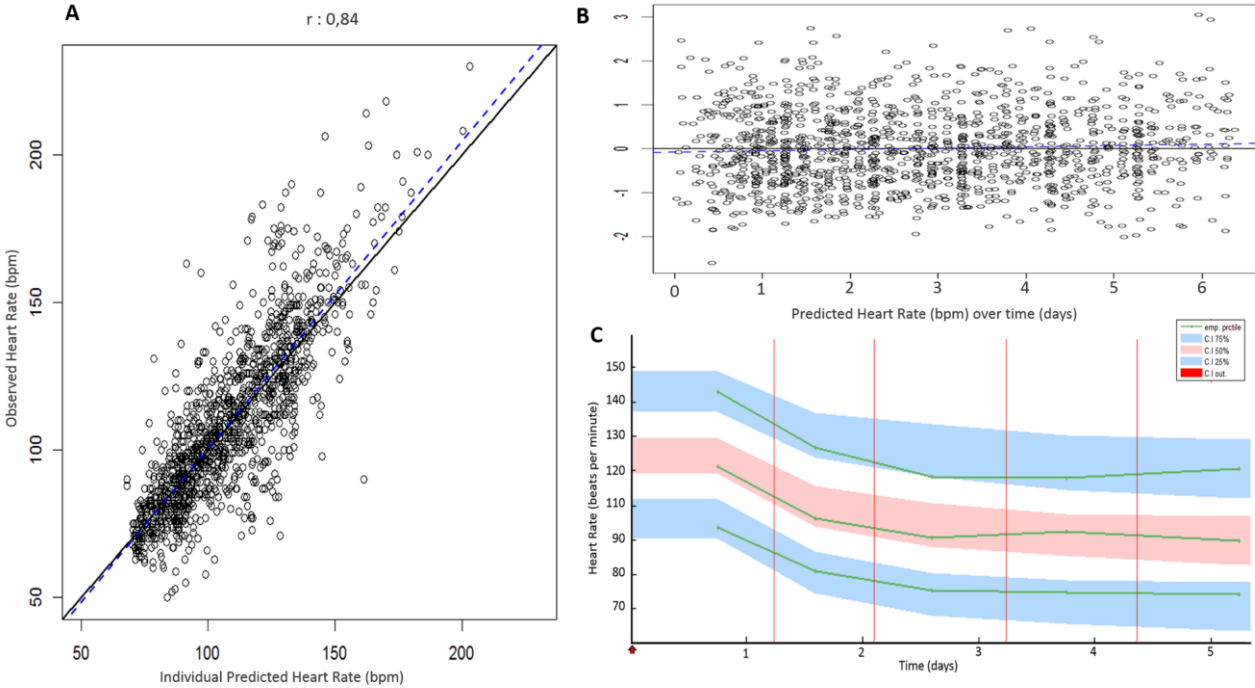 A
r : 0,84
Observed Heart Rate (bpm)
200
150
100
50
50
100
150
200
Individual Predicted Heart Rate (bpm)
B
3
2
1
0
-1
-2
0
1
2
3
4
5
6
Predicted Heart Rate (bpm) over time (days)
C
emp. prctile
C.I 75%
C.I 50%
C.I 25%
C.I out.
Heart Rate (beats per minute)
150
140
130
120
110
100
90
80
70
1
2
3
4
5
Time (days)